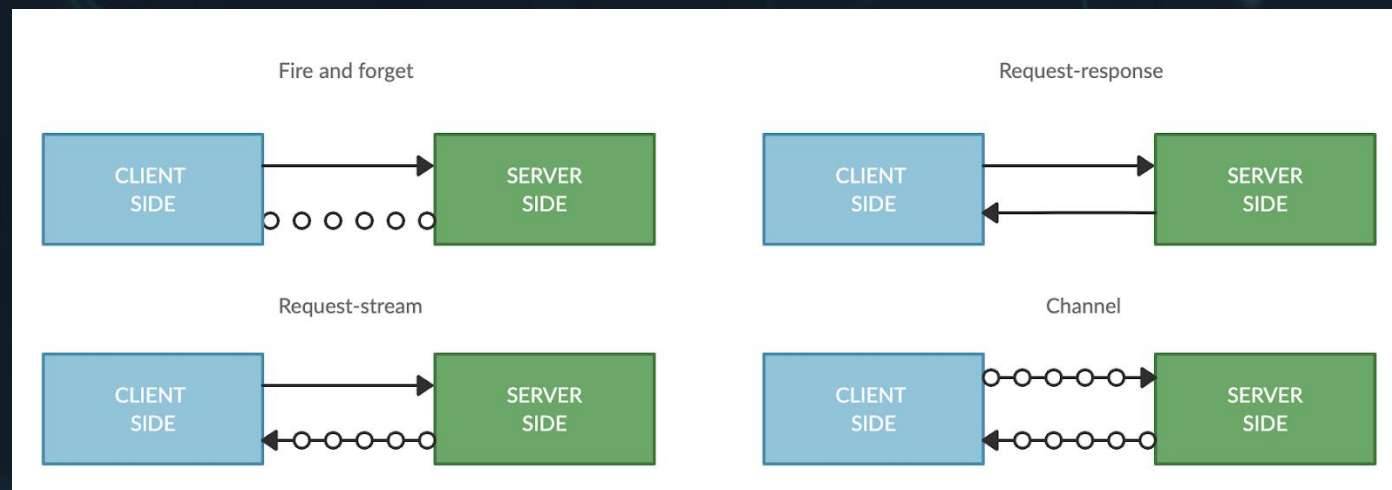 Fire and forget
CLIENT
SIDE
SERVER
SIDE
Request-response
CLIENT
SIDE
SERVER
SIDE
Request-stream
CLIENT
SIDE
SERVER
SIDE
Channel
CLIENT
SIDE
SERVER
SIDE